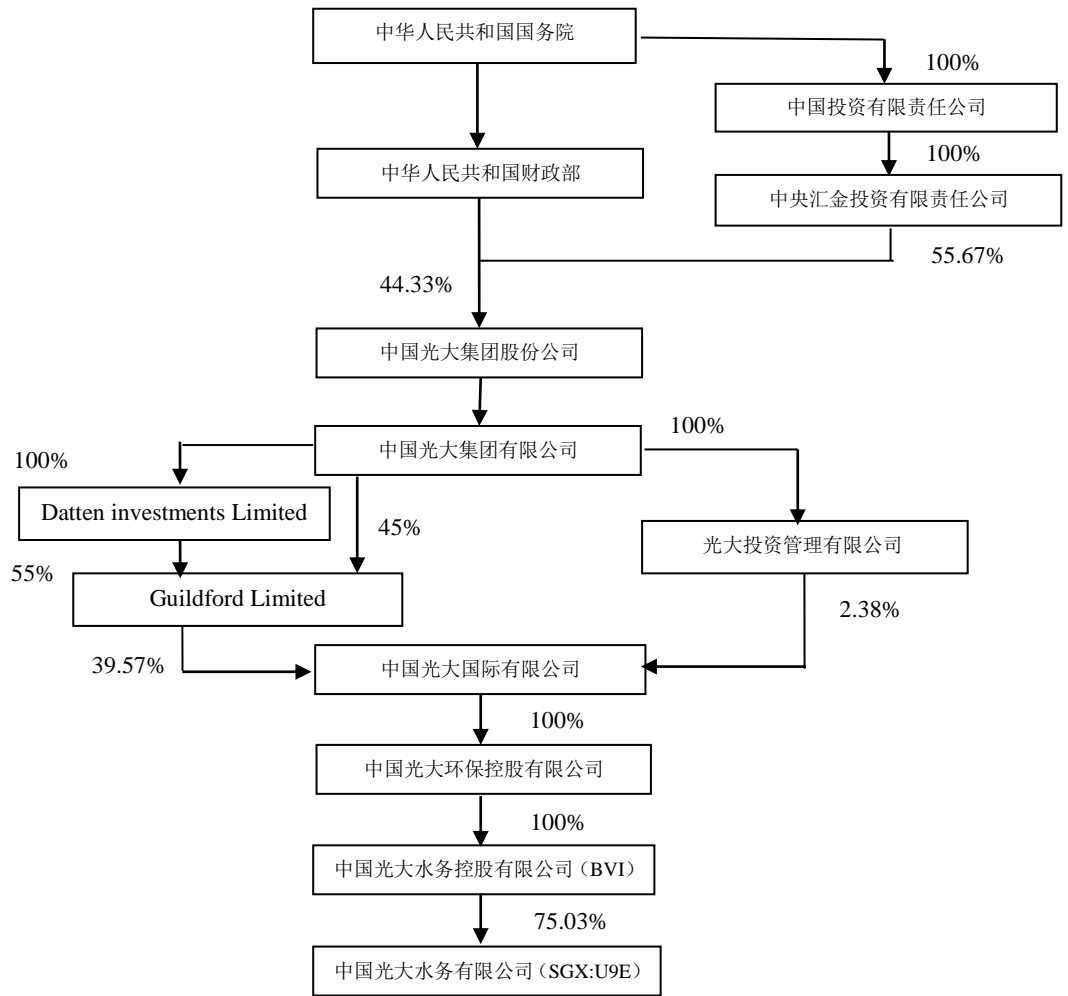 中华人民共和国国务院
100%
中国投资有限责任公司
100%
中华人民共和国财政部
中央汇金投资有限责任公司
55.67%
44.33%
中国光大集团股份公司
中国光大集团有限公司
100%
100%
Datten investments Limited
45%
光大投资管理有限公司
55%
Guildford Limited
2.38%
39.57%
中国光大国际有限公司
100%
中国光大环保控股有限公司
100%
中国光大水务控股有限公司（BVI）
75.03%
中国光大水务有限公司（SGX:U9E）